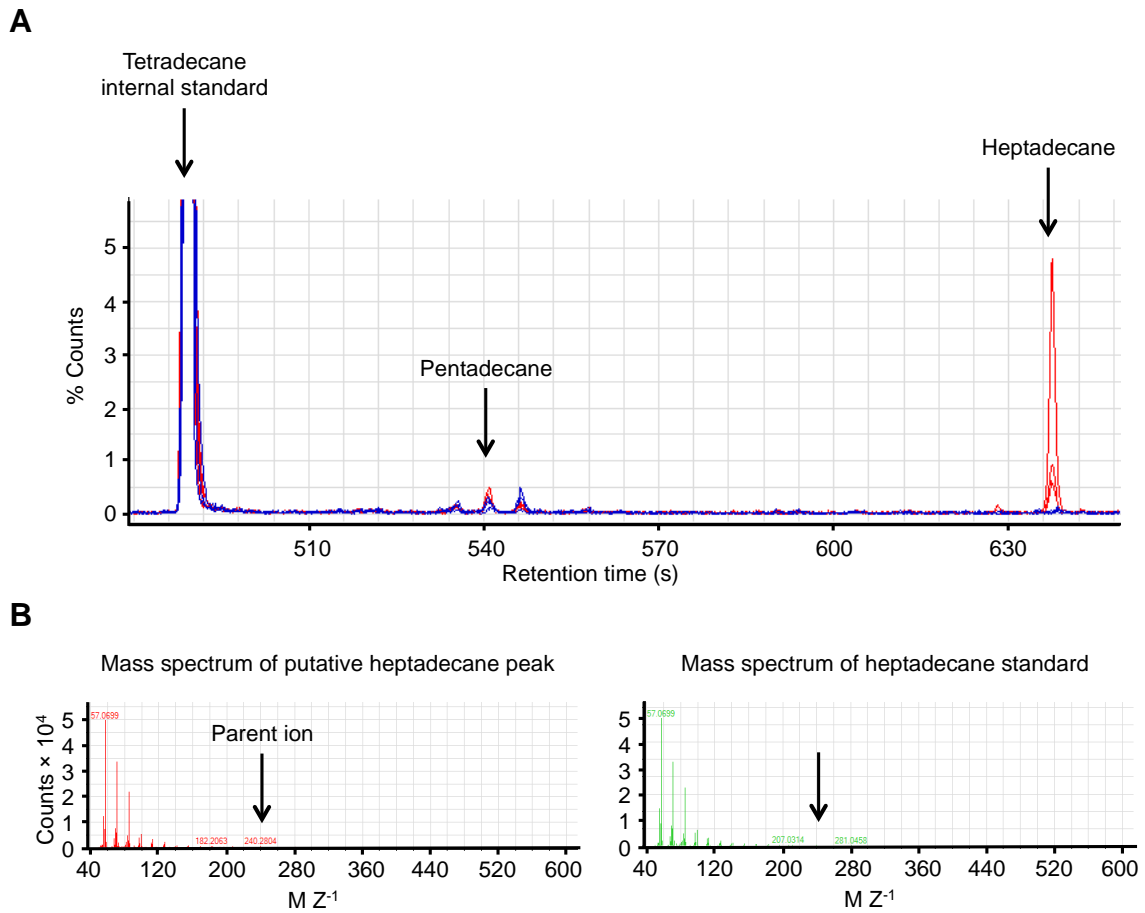 A
Tetradecane
internal standard
Heptadecane
Pentadecane
% Counts
5
4
3
2
1
0
510 540 570 600 630
Retention time (s)
B
Mass spectrum of putative heptadecane peak
57.0699
Parent ion
Counts × 10⁴
5
4
3
2
1
0
182.2063 240.2804
40 120 200 280 360 440 520 600
M Z⁻¹
Mass spectrum of heptadecane standard
57.0699
5
4
3
2
1
0
207.0314 281.0458
40 120 200 280 360 440 520 600
M Z⁻¹